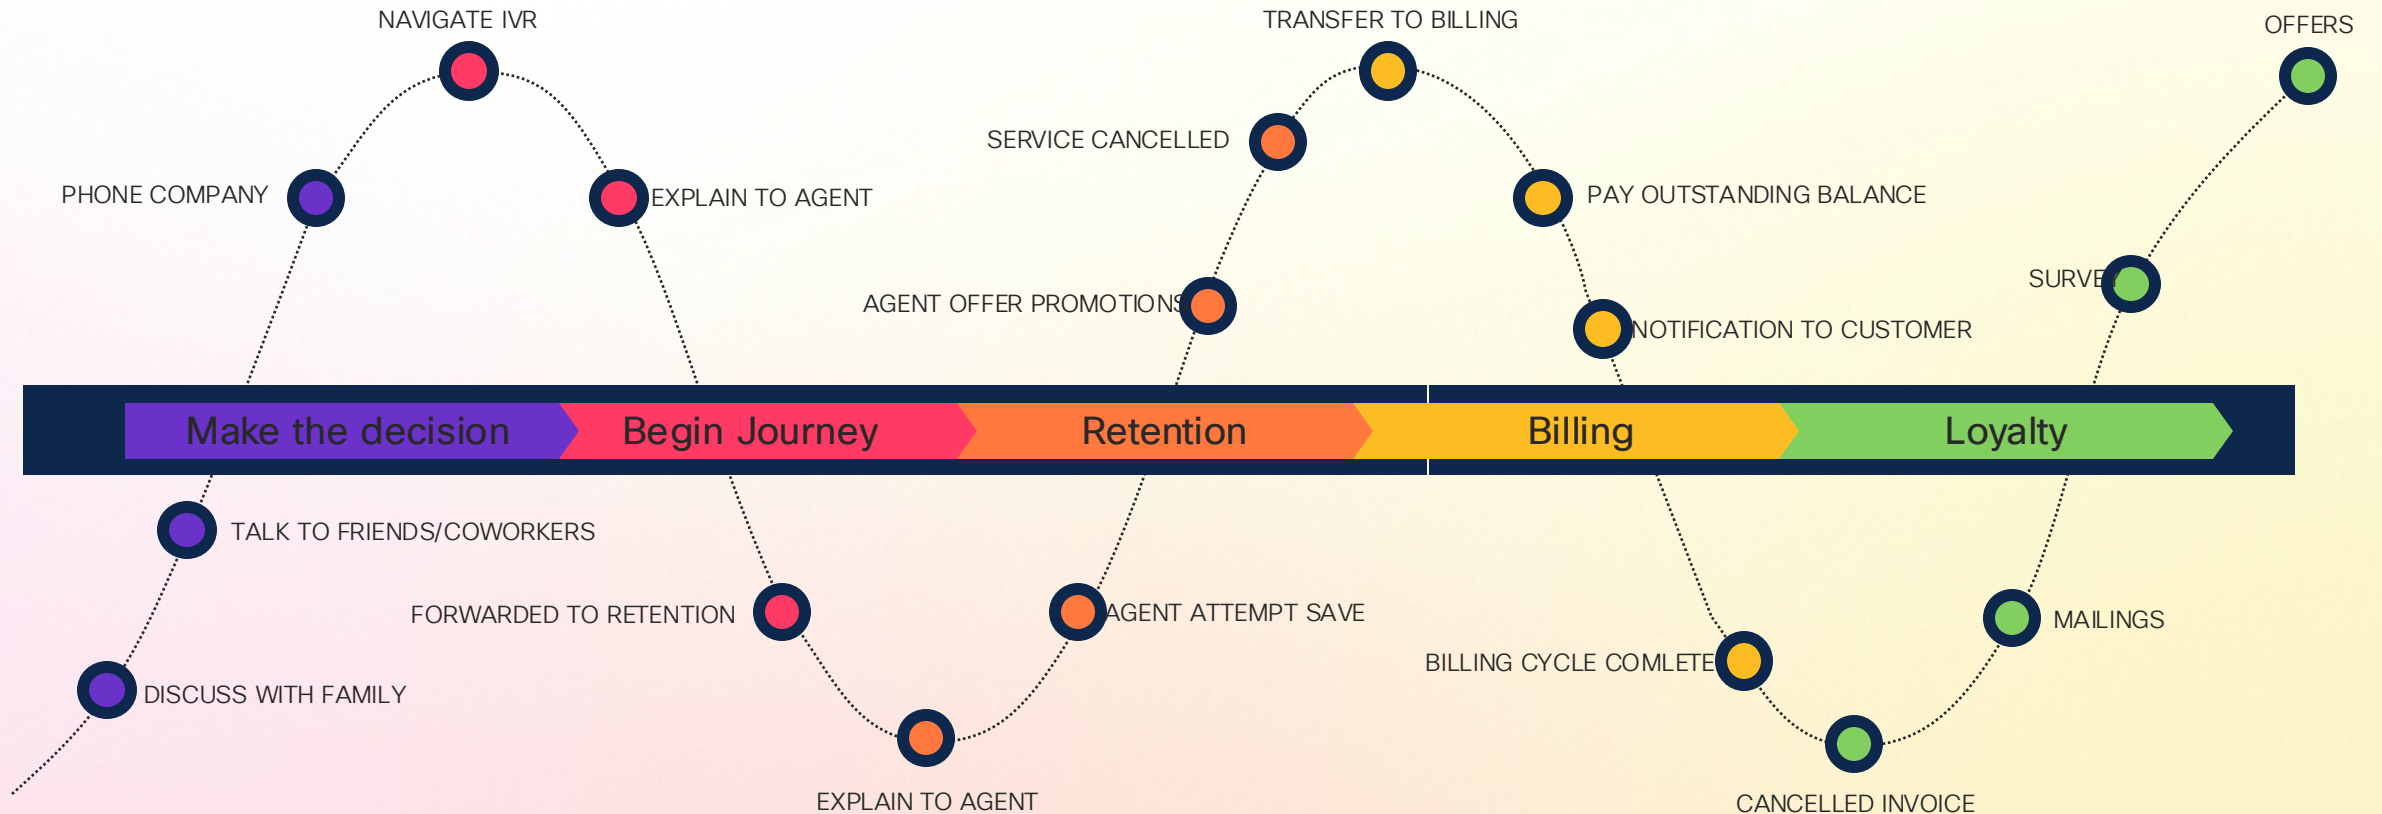 NAVIGATE IVR
TRANSFER TO BILLING
OFFERS
SERVICE CANCELLED
PHONE COMPANY
EXPLAIN TO AGENT
PAY OUTSTANDING BALANCE
SURVEY
AGENT OFFER PROMOTIONS
NOTIFICATION TO CUSTOMER
Make the decision
Begin Journey
Retention
Billing
Loyalty
TALK TO FRIENDS/COWORKERS
FORWARDED TO RETENTION
AGENT ATTEMPT SAVE
MAILINGS
BILLING CYCLE COMLETE
DISCUSS WITH FAMILY
EXPLAIN TO AGENT
CANCELLED INVOICE